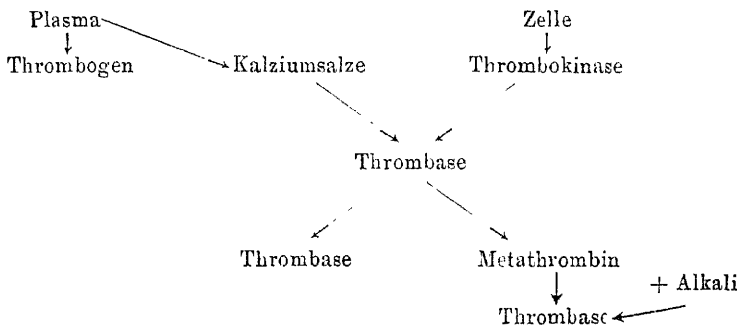 Plasma Zelle
Thrombogen Kalziumsalze Thrombokinase
Thrombase
Thrombase Metathrombin
+ Alkali
Thrombase